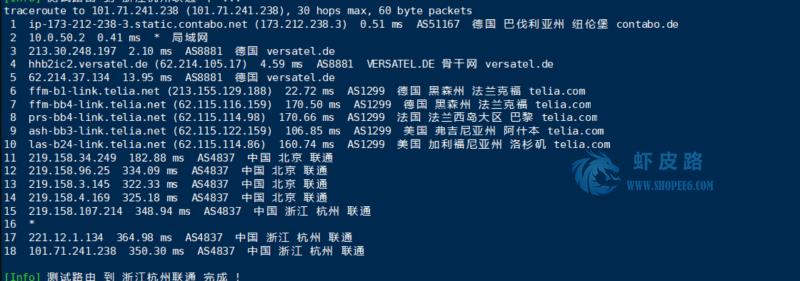 [Info] 测试路由 到 浙江杭州联通
traceroute to 101.71.241.238 (101.71.241.238), 30 hops max, 60 byte packets
1 ip-173-212-238-3.static.contabo.net (173.212.238.3) 0.51 ms AS51167 德国 巴伐利亚州 纽伦堡 contabo.de
2 10.0.50.2 0.41 ms * 局域网
3 213.30.248.197 2.10 ms AS8881 德国 versatel.de
4 hhb2ic2.versatel.de (62.214.105.17) 4.59 ms AS8881 VERSATEL.DE 骨干网 versatel.de
5 62.214.37.134 13.95 ms AS8881 德国 versatel.de
6 ffm-b1-link.telia.net (213.155.129.188) 22.72 ms AS1299 德国 黑森州 法兰克福 telia.com
7 ffm-bb4-link.telia.net (62.115.116.159) 170.50 ms AS1299 德国 黑森州 法兰克福 telia.com
8 prs-bb4-link.telia.net (62.115.114.98) 170.66 ms AS1299 法国 法兰西岛大区 巴黎 telia.com
9 ash-bb3-link.telia.net (62.115.122.159) 106.85 ms AS1299 美国 弗吉尼亚州 阿什本 telia.com
10 las-b24-link.telia.net (62.115.114.86) 160.74 ms AS1299 美国 加利福尼亚州 洛杉矶 telia.com
11 219.158.34.249 182.88 ms AS4837 中国 北京 联通
12 219.158.96.25 334.09 ms AS4837 中国 北京 联通
13 219.158.3.145 322.33 ms AS4837 中国 北京 联通
14 219.158.4.169 325.18 ms AS4837 中国 北京 联通
15 219.158.107.214 348.94 ms AS4837 中国 浙江 杭州 联通
16 *
17 221.12.1.134 364.98 ms AS4837 中国 浙江 杭州 联通
18 101.71.241.238 350.30 ms AS4837 中国 浙江 杭州 联通
虾皮路
WWW.SHOPEE6.COM
[Info] 测试路由 到 浙江杭州联通 完成 !